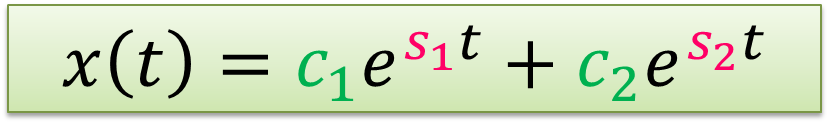 x(t) = c₁e^{s₁t} + c₂e^{s₂t}